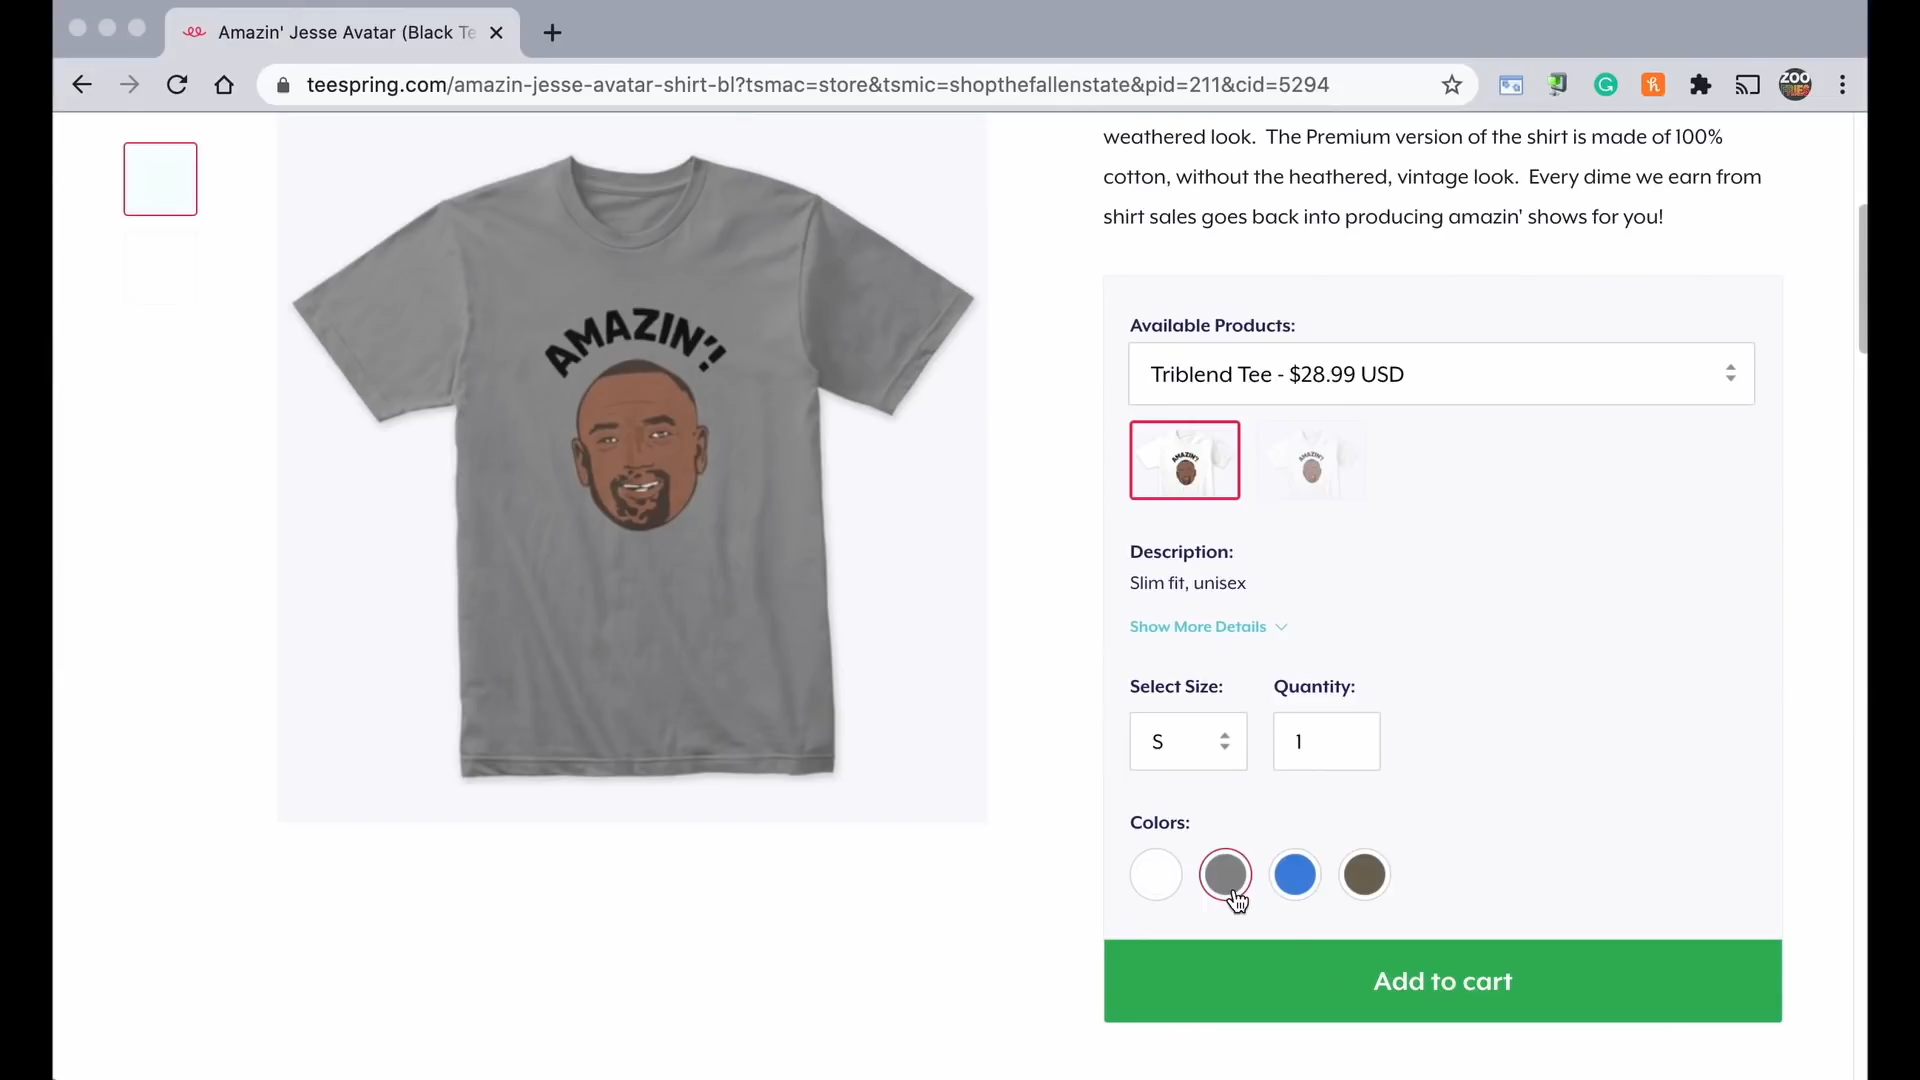 Amazin' Jesse Avatar (Black Te
teespring.com/amazin-jesse-avatar-shirt-bl?tsmac=store&tsmic=shopthefallenstate&pid=211&cid=5294
ZOO
weathered look. The Premium version of the shirt is made of 100%
cotton, without the heathered, vintage look. Every dime we earn from
shirt sales goes back into producing amazin' shows for you!
AMAZIN'!
Available Products:
Triblend Tee - $28.99 USD
AMAZIN'!
AMAZIN'!
Description:
Slim fit, unisex
Show More Details
Select Size:
Quantity:
S
1
Colors:
Add to cart